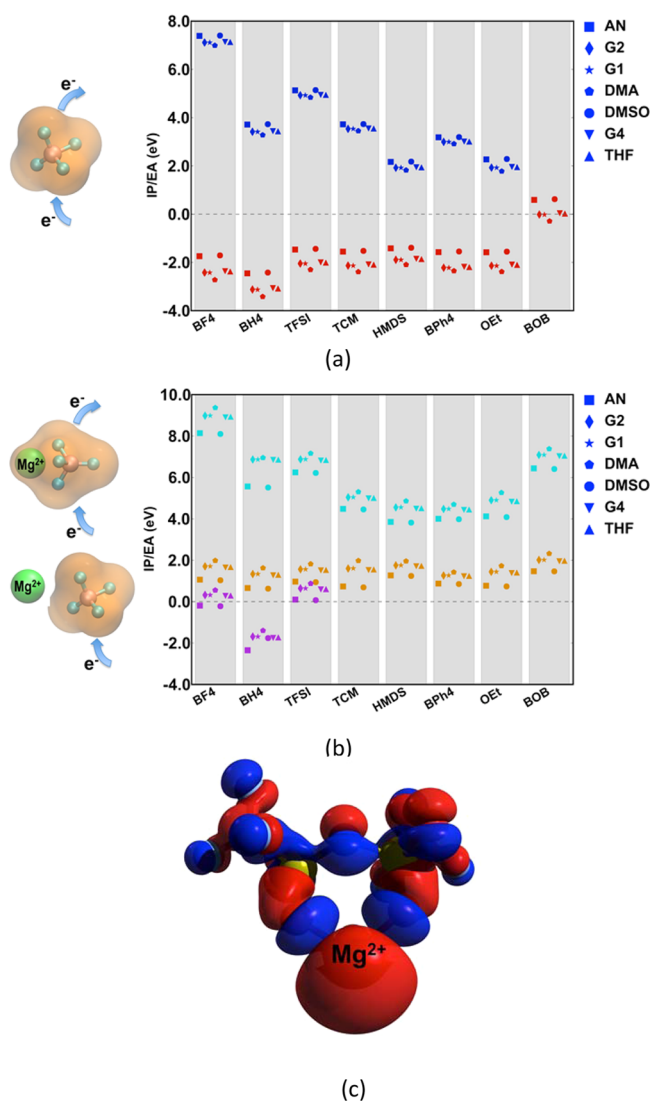 (a)
e-
e-
IP/EA (eV)
8.0
6.0
4.0
2.0
0.0
-2.0
-4.0
BF4
BH4
TFSI
TCM
HMDS
BPh4
OEt
BOB
AN
G2
G1
DMA
DMSO
G4
THF
(a)
(b)
e-
Mg2+
e-
Mg2+
e-
IP/EA (eV)
10.0
8.0
6.0
4.0
2.0
0.0
-2.0
-4.0
BF4
BH4
TFSI
TCM
HMDS
BPh4
OEt
BOB
AN
G2
G1
DMA
DMSO
G4
THF
(b)
Mg2+
(c)